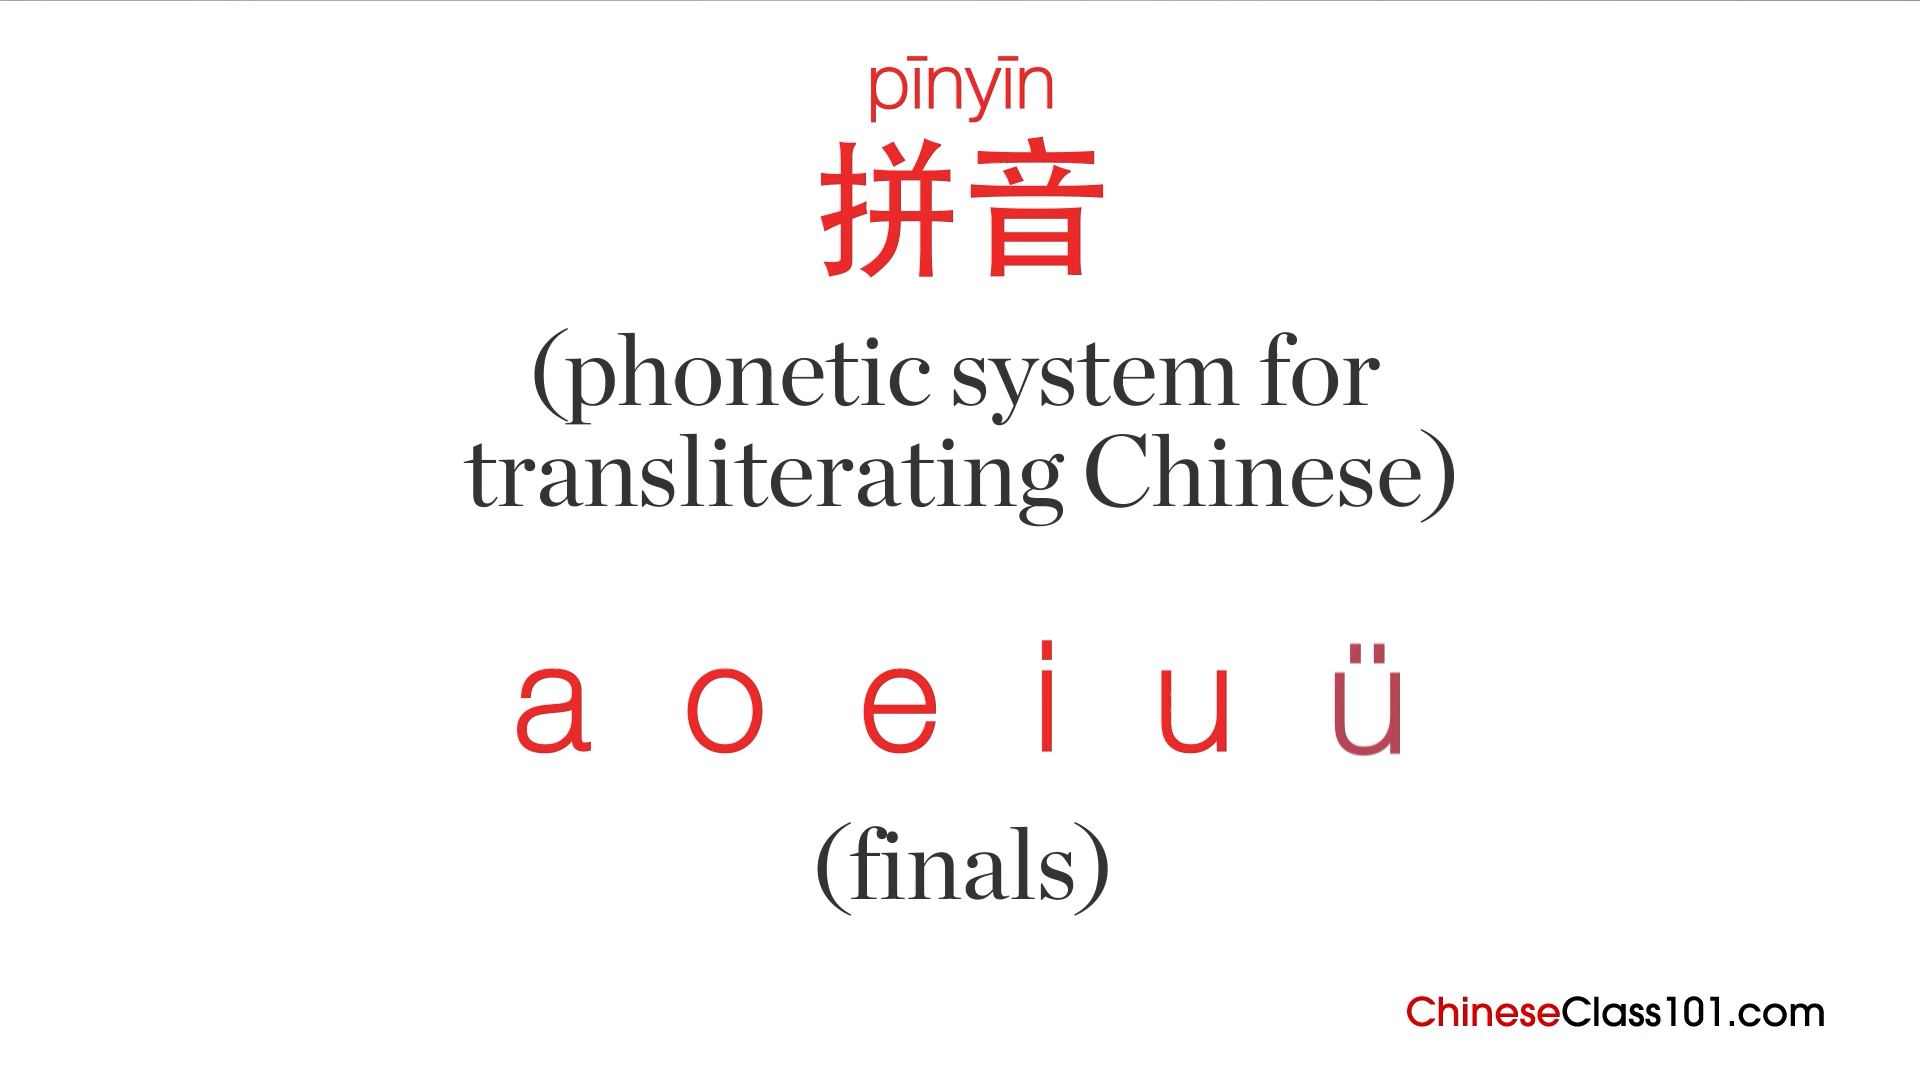 pīnyīn
拼音
(phonetic system for
transliterating Chinese)
a o e i u ü
(finals)
ChineseClass101.com